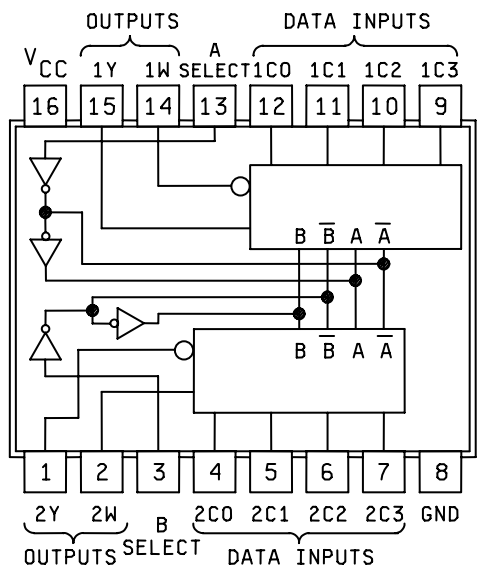 OUTPUTS DATA INPUTS
VCC 1Y 1W A SELECT 1C0 1C1 1C2 1C3
16 15 14 13 12 11 10 9
B B̅ A A̅
B B̅ A A̅
1 2 3 4 5 6 7 8
2Y 2W B SELECT 2C0 2C1 2C2 2C3 GND
OUTPUTS DATA INPUTS